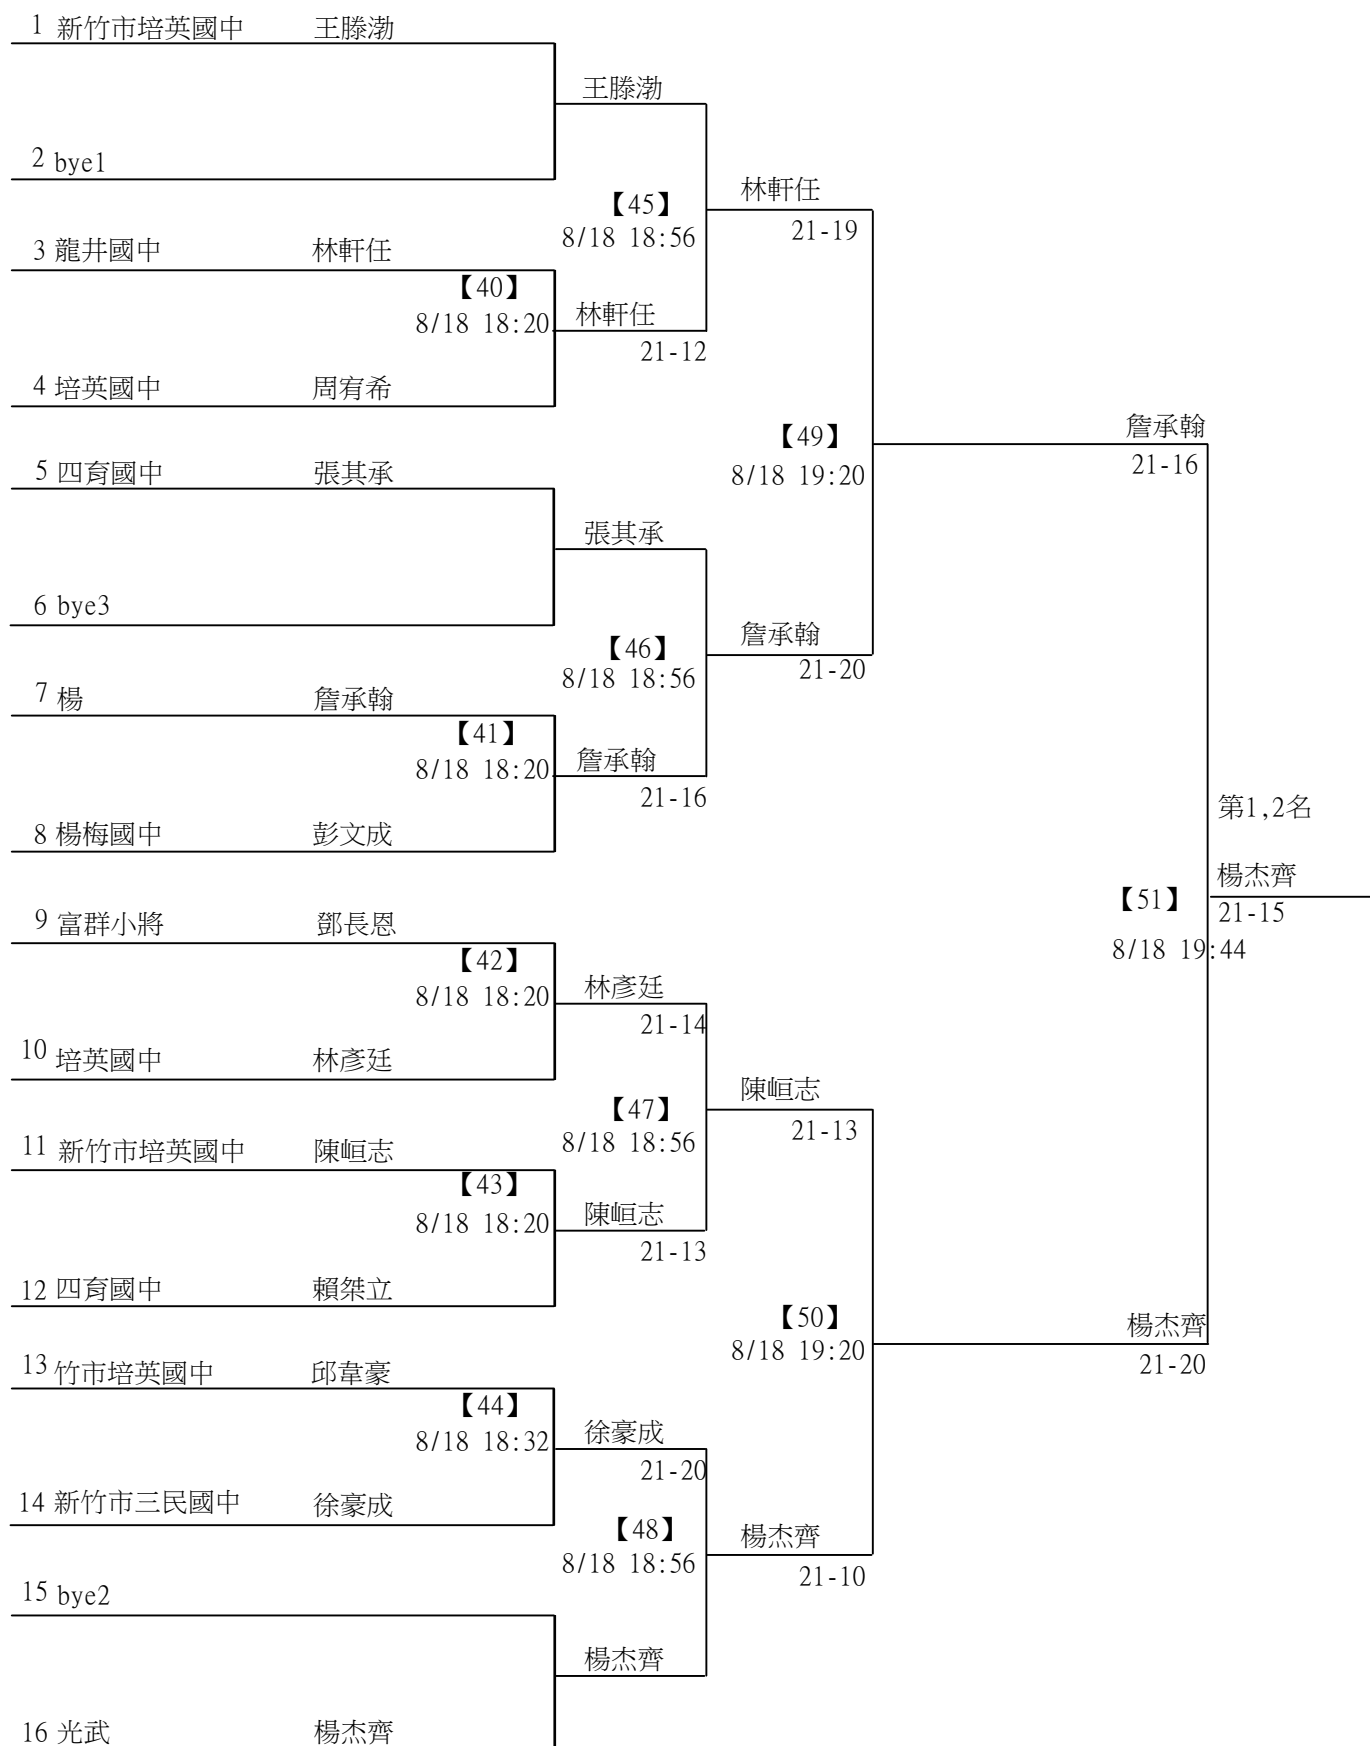 1 新竹市培英國中 王滕渤
王滕渤
2 bye1
【45】
8/18 18:56
林軒任
21-19
3 龍井國中 林軒任
【40】
8/18 18:20
林軒任
21-12
4 培英國中 周宥希
【49】
8/18 19:20
詹承翰
21-16
5 四育國中 張其承
張其承
6 bye3
【46】
8/18 18:56
詹承翰
21-20
7 楊 詹承翰
【41】
8/18 18:20
詹承翰
21-16
8 楊梅國中 彭文成
第1,2名
【51】
8/18 19:44
楊杰齊
21-15
9 富群小將 鄧長恩
【42】
8/18 18:20
林彥廷
21-14
10 培英國中 林彥廷
【47】
8/18 18:56
陳峘志
21-13
11 新竹市培英國中 陳峘志
【43】
8/18 18:20
陳峘志
21-13
12 四育國中 賴桀立
【50】
8/18 19:20
楊杰齊
21-20
13 竹市培英國中 邱韋豪
【44】
8/18 18:32
徐豪成
21-20
14 新竹市三民國中 徐豪成
【48】
8/18 18:56
楊杰齊
21-10
15 bye2
楊杰齊
16 光武 楊杰齊